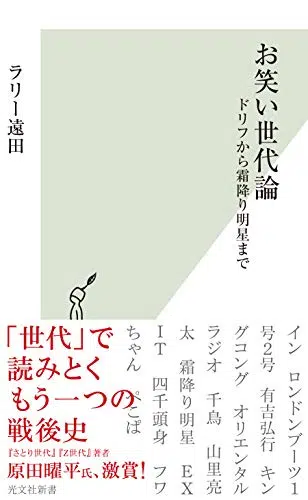 お笑い世代論
ドリフから霜降り明星まで
ラリー遠田
イン ロンドンブーツ1
号2号 有吉弘行 キン
グコング オリエンタル
ラジオ 千鳥 山里亮
太 霜降り明星 EX
IT 四千頭身 フワ
ちゃん ぺこぱ
「世代」で
読みとく
もう一つの
戦後史
『さとり世代』『Z世代』著者
原田曜平氏、激賞!
光文社新書